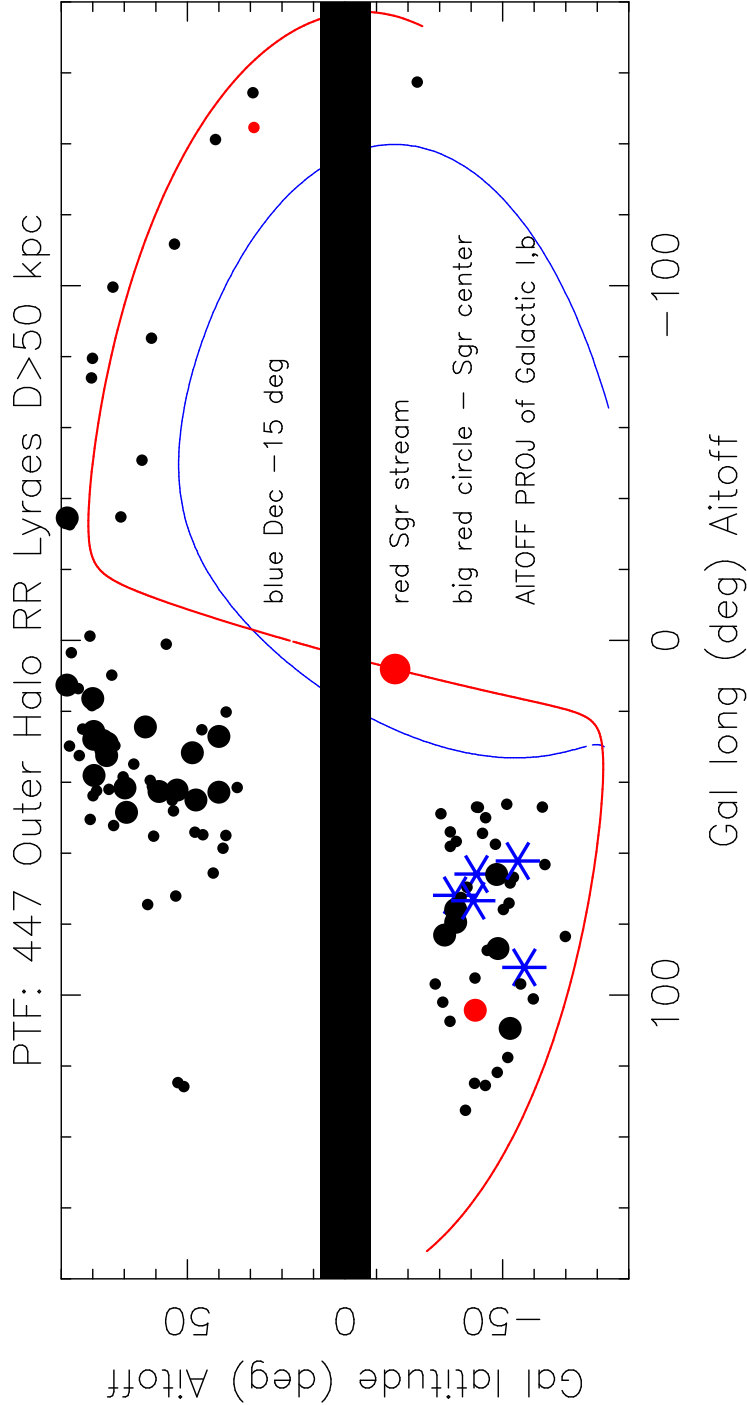 PTF: 447 Outer Halo RR Lyraes D>50 kpc
blue Dec −15 deg
red Sgr stream
big red circle − Sgr center
AITOFF PROJ of Galactic l,b
100
0
−100
Gal long (deg) Aitoff
50
0
−50
Gal latitude (deg) Aitoff